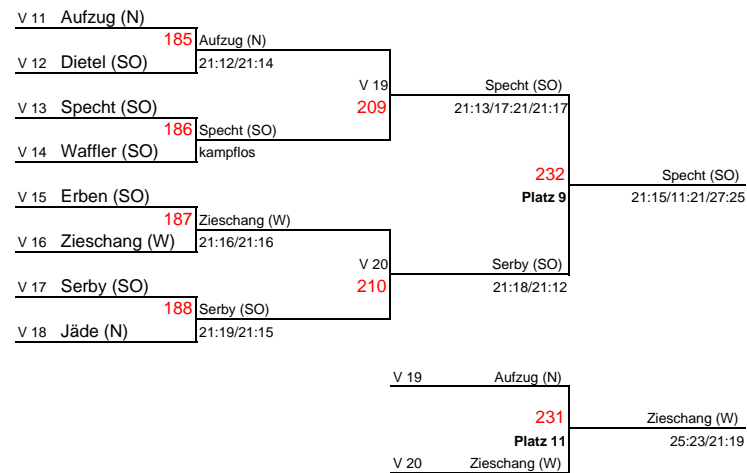 V 11 Aufzug (N)
185 Aufzug (N)
V 12 Dietel (SO) 21:12/21:14
V 19 Specht (SO)
V 13 Specht (SO) 209 21:13/17:21/21:17
186 Specht (SO)
V 14 Waffler (SO) kampflos
232 Specht (SO)
V 15 Erben (SO) Platz 9 21:15/11:21/27:25
187 Zieschang (W)
V 16 Zieschang (W) 21:16/21:16
V 20 Serby (SO)
V 17 Serby (SO) 210 21:18/21:12
188 Serby (SO)
V 18 Jäde (N) 21:19/21:15
V 19 Aufzug (N)
231 Zieschang (W)
Platz 11 25:23/21:19
V 20 Zieschang (W)